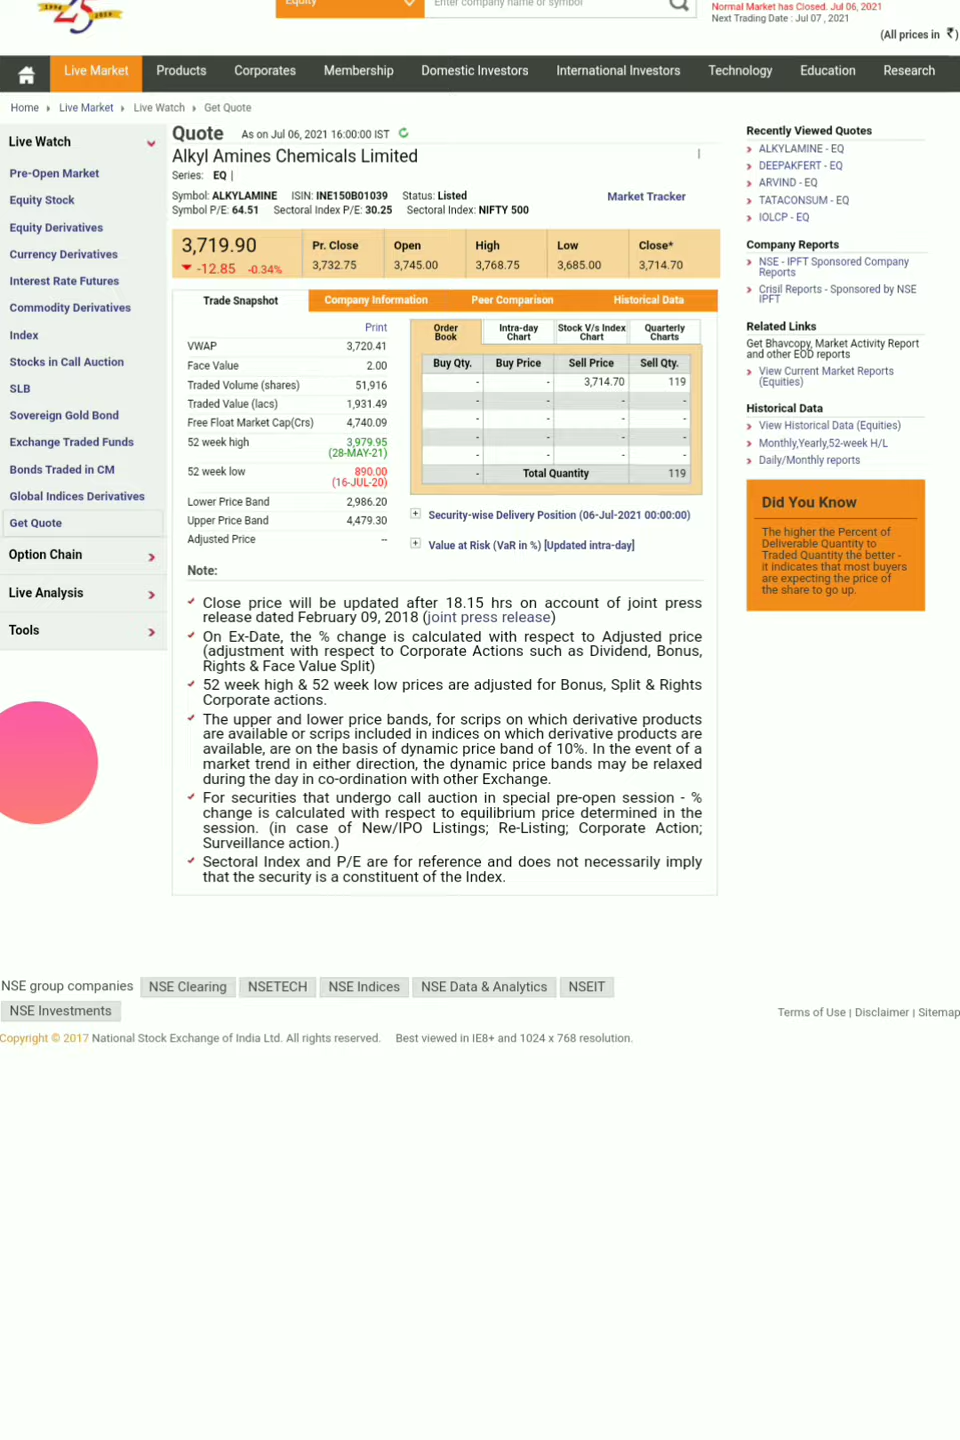 Equity
Enter company name or symbol
Normal Market has Closed. Jul 06, 2021
Next Trading Date : Jul 07 , 2021
(All prices in ₹)
Live Market Products Corporates Membership Domestic Investors International Investors Technology Education Research
Home Live Market Live Watch Get Quote
Live Watch
Pre-Open Market
Equity Stock
Equity Derivatives
Currency Derivatives
Interest Rate Futures
Commodity Derivatives
Index
Stocks in Call Auction
SLB
Sovereign Gold Bond
Exchange Traded Funds
Bonds Traded in CM
Global Indices Derivatives
Get Quote
Option Chain
Live Analysis
Tools
Quote As on Jul 06, 2021 16:00:00 IST
Alkyl Amines Chemicals Limited |
Series: EQ |
Symbol: ALKYLAMINE ISIN: INE150B01039 Status: Listed Market Tracker
Symbol P/E: 64.51 Sectoral Index P/E: 30.25 Sectoral Index: NIFTY 500
3,719.90 Pr. Close Open High Low Close*
-12.85 -0.34% 3,732.75 3,745.00 3,768.75 3,685.00 3,714.70
Trade Snapshot Company Information Peer Comparison Historical Data
Print
VWAP 3,720.41
Face Value 2.00
Traded Volume (shares) 51,916
Traded Value (lacs) 1,931.49
Free Float Market Cap(Crs) 4,740.09
52 week high 3,979.95
(28-MAY-21)
52 week low 890.00
(16-JUL-20)
Lower Price Band 2,986.20
Upper Price Band 4,479.30
Adjusted Price --
Order Book Intra-day Chart Stock V/s Index Chart Quarterly Charts
Buy Qty. Buy Price Sell Price Sell Qty.
- - 3,714.70 119
- - - -
- - - -
- - - -
- - - -
- Total Quantity 119
Security-wise Delivery Position (06-Jul-2021 00:00:00)
Value at Risk (VaR in %) [Updated intra-day]
Note:
Close price will be updated after 18.15 hrs on account of joint press
release dated February 09, 2018 (joint press release)
On Ex-Date, the % change is calculated with respect to Adjusted price
(adjustment with respect to Corporate Actions such as Dividend, Bonus,
Rights & Face Value Split)
52 week high & 52 week low prices are adjusted for Bonus, Split & Rights
Corporate actions.
The upper and lower price bands, for scrips on which derivative products
are available or scrips included in indices on which derivative products are
available, are on the basis of dynamic price band of 10%. In the event of a
market trend in either direction, the dynamic price bands may be relaxed
during the day in co-ordination with other Exchange.
For securities that undergo call auction in special pre-open session - %
change is calculated with respect to equilibrium price determined in the
session. (in case of New/IPO Listings; Re-Listing; Corporate Action;
Surveillance action.)
Sectoral Index and P/E are for reference and does not necessarily imply
that the security is a constituent of the Index.
Recently Viewed Quotes
ALKYLAMINE - EQ
DEEPAKFERT - EQ
ARVIND - EQ
TATACONSUM - EQ
IOLCP - EQ
Company Reports
NSE - IPFT Sponsored Company
Reports
Crisil Reports - Sponsored by NSE
IPFT
Related Links
Get Bhavcopy, Market Activity Report
and other EOD reports
View Current Market Reports
(Equities)
Historical Data
View Historical Data (Equities)
Monthly,Yearly,52-week H/L
Daily/Monthly reports
Did You Know
The higher the Percent of
Deliverable Quantity to
Traded Quantity the better -
it indicates that most buyers
are expecting the price of
the share to go up.
NSE group companies NSE Clearing NSETECH NSE Indices NSE Data & Analytics NSEIT
NSE Investments
Terms of Use | Disclaimer | Sitemap
Copyright © 2017 National Stock Exchange of India Ltd. All rights reserved. Best viewed in IE8+ and 1024 x 768 resolution.